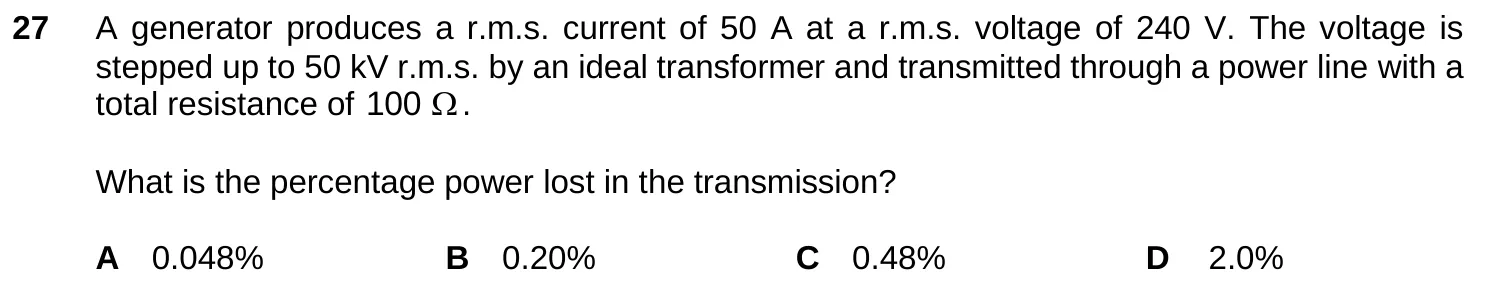 27 A generator produces a r.m.s. current of 50 A at a r.m.s. voltage of 240 V. The voltage is
stepped up to 50 kV r.m.s. by an ideal transformer and transmitted through a power line with a
total resistance of 100 Ω.
What is the percentage power lost in the transmission?
A 0.048% B 0.20% C 0.48% D 2.0%